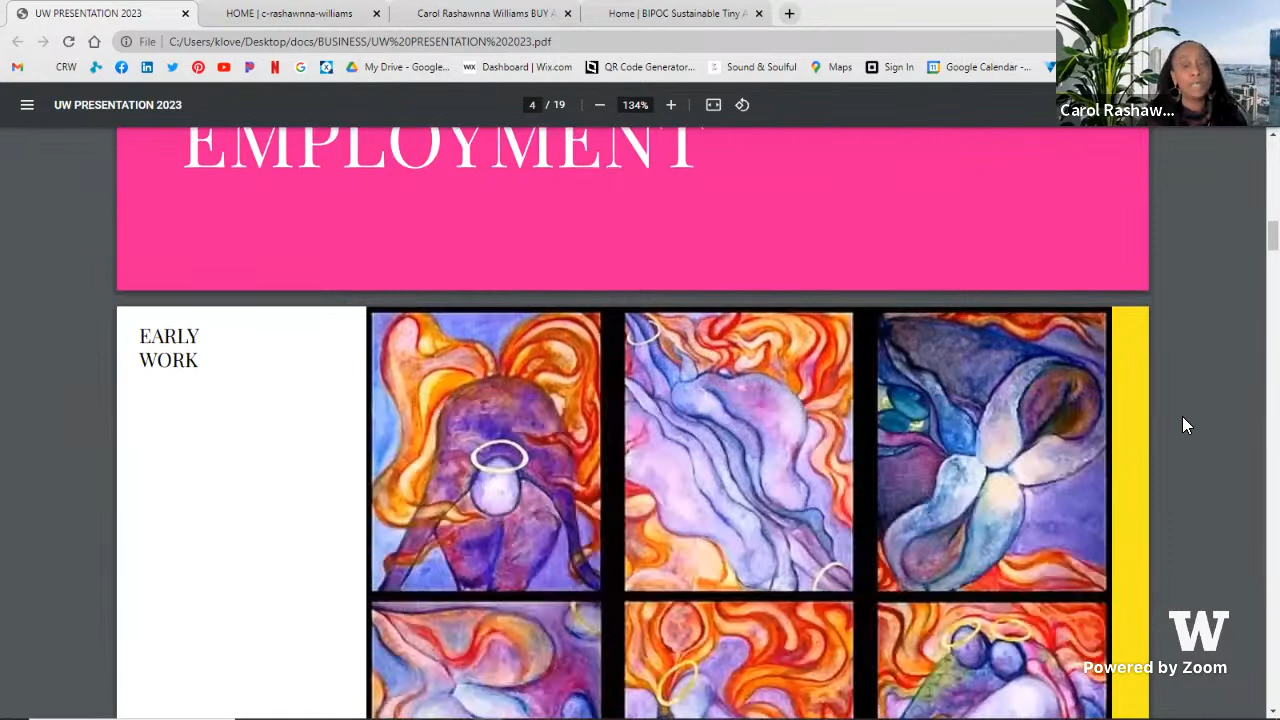 UW PRESENTATION 2023
HOME | c-rashawnna-williams
Carol Rashawnna Williams BUY A
Home | BIPOC Sustainable Tiny A
File
C:/Users/klove/Desktop/docs/BUSINESS/UW%20PRESENTATION%202023.pdf
CRW
My Drive - Google...
WIX
Dashboard | Wix.com
QR Code Generator...
Sound & Soulful
Maps
Sign In
Google Calendar -...
UW PRESENTATION 2023
4 / 19
134%
Carol Rashaw...
EMPLOYMENT
EARLY
WORK
W
Powered by Zoom